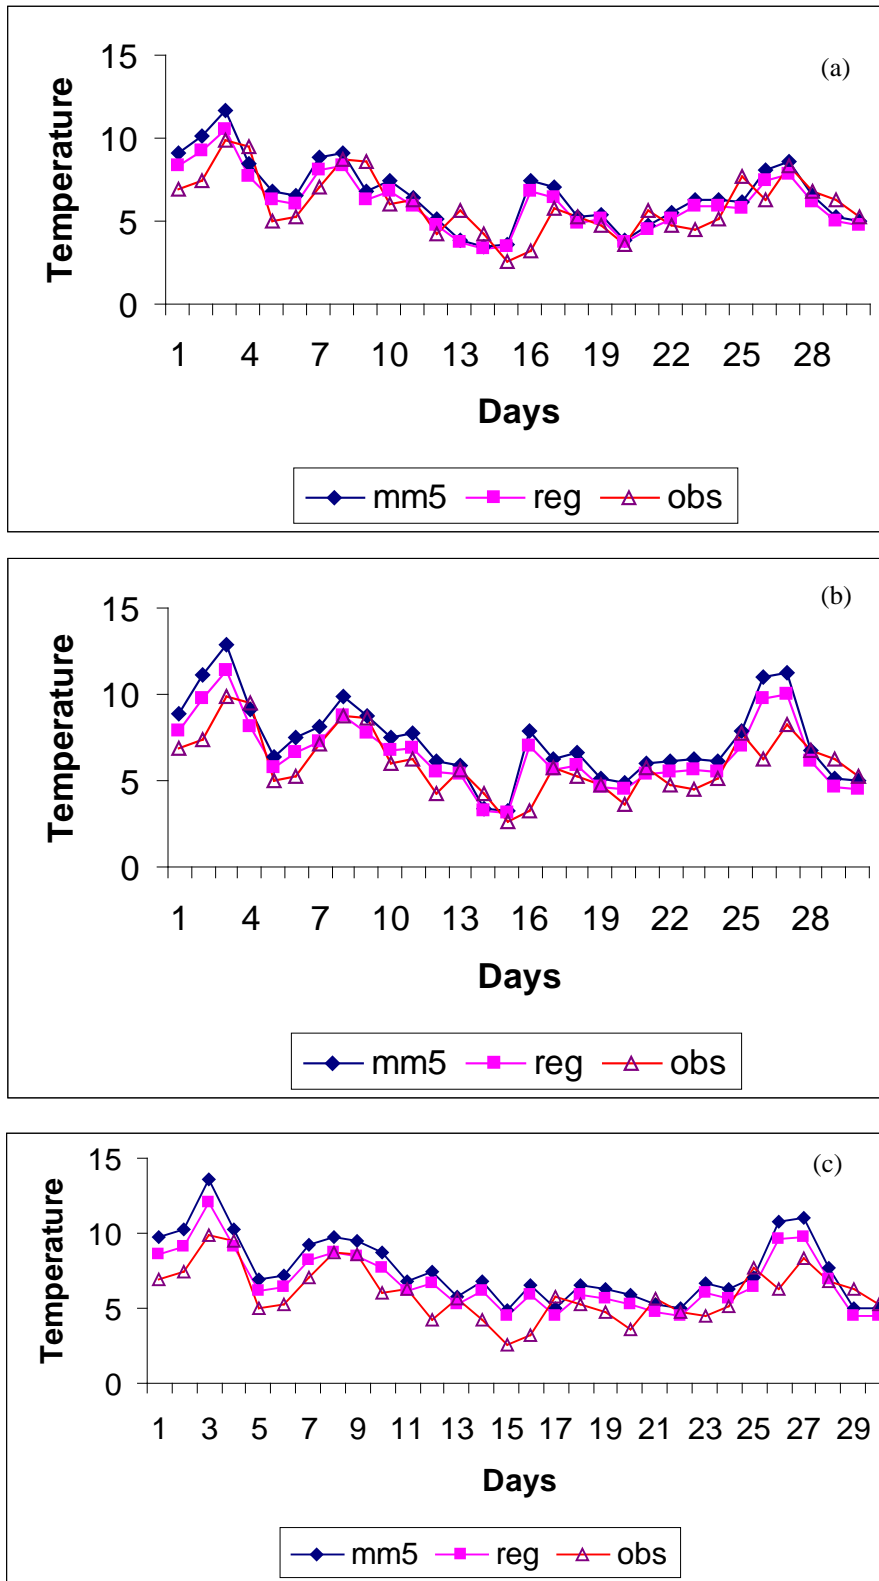 (a)
15
10
5
0
Temperature
1 4 7 10 13 16 19 22 25 28
Days
mm5 reg obs
(b)
15
10
5
0
Temperature
1 4 7 10 13 16 19 22 25 28
Days
mm5 reg obs
(c)
15
10
5
0
Temperature
1 3 5 7 9 11 13 15 17 19 21 23 25 27 29
Days
mm5 reg obs